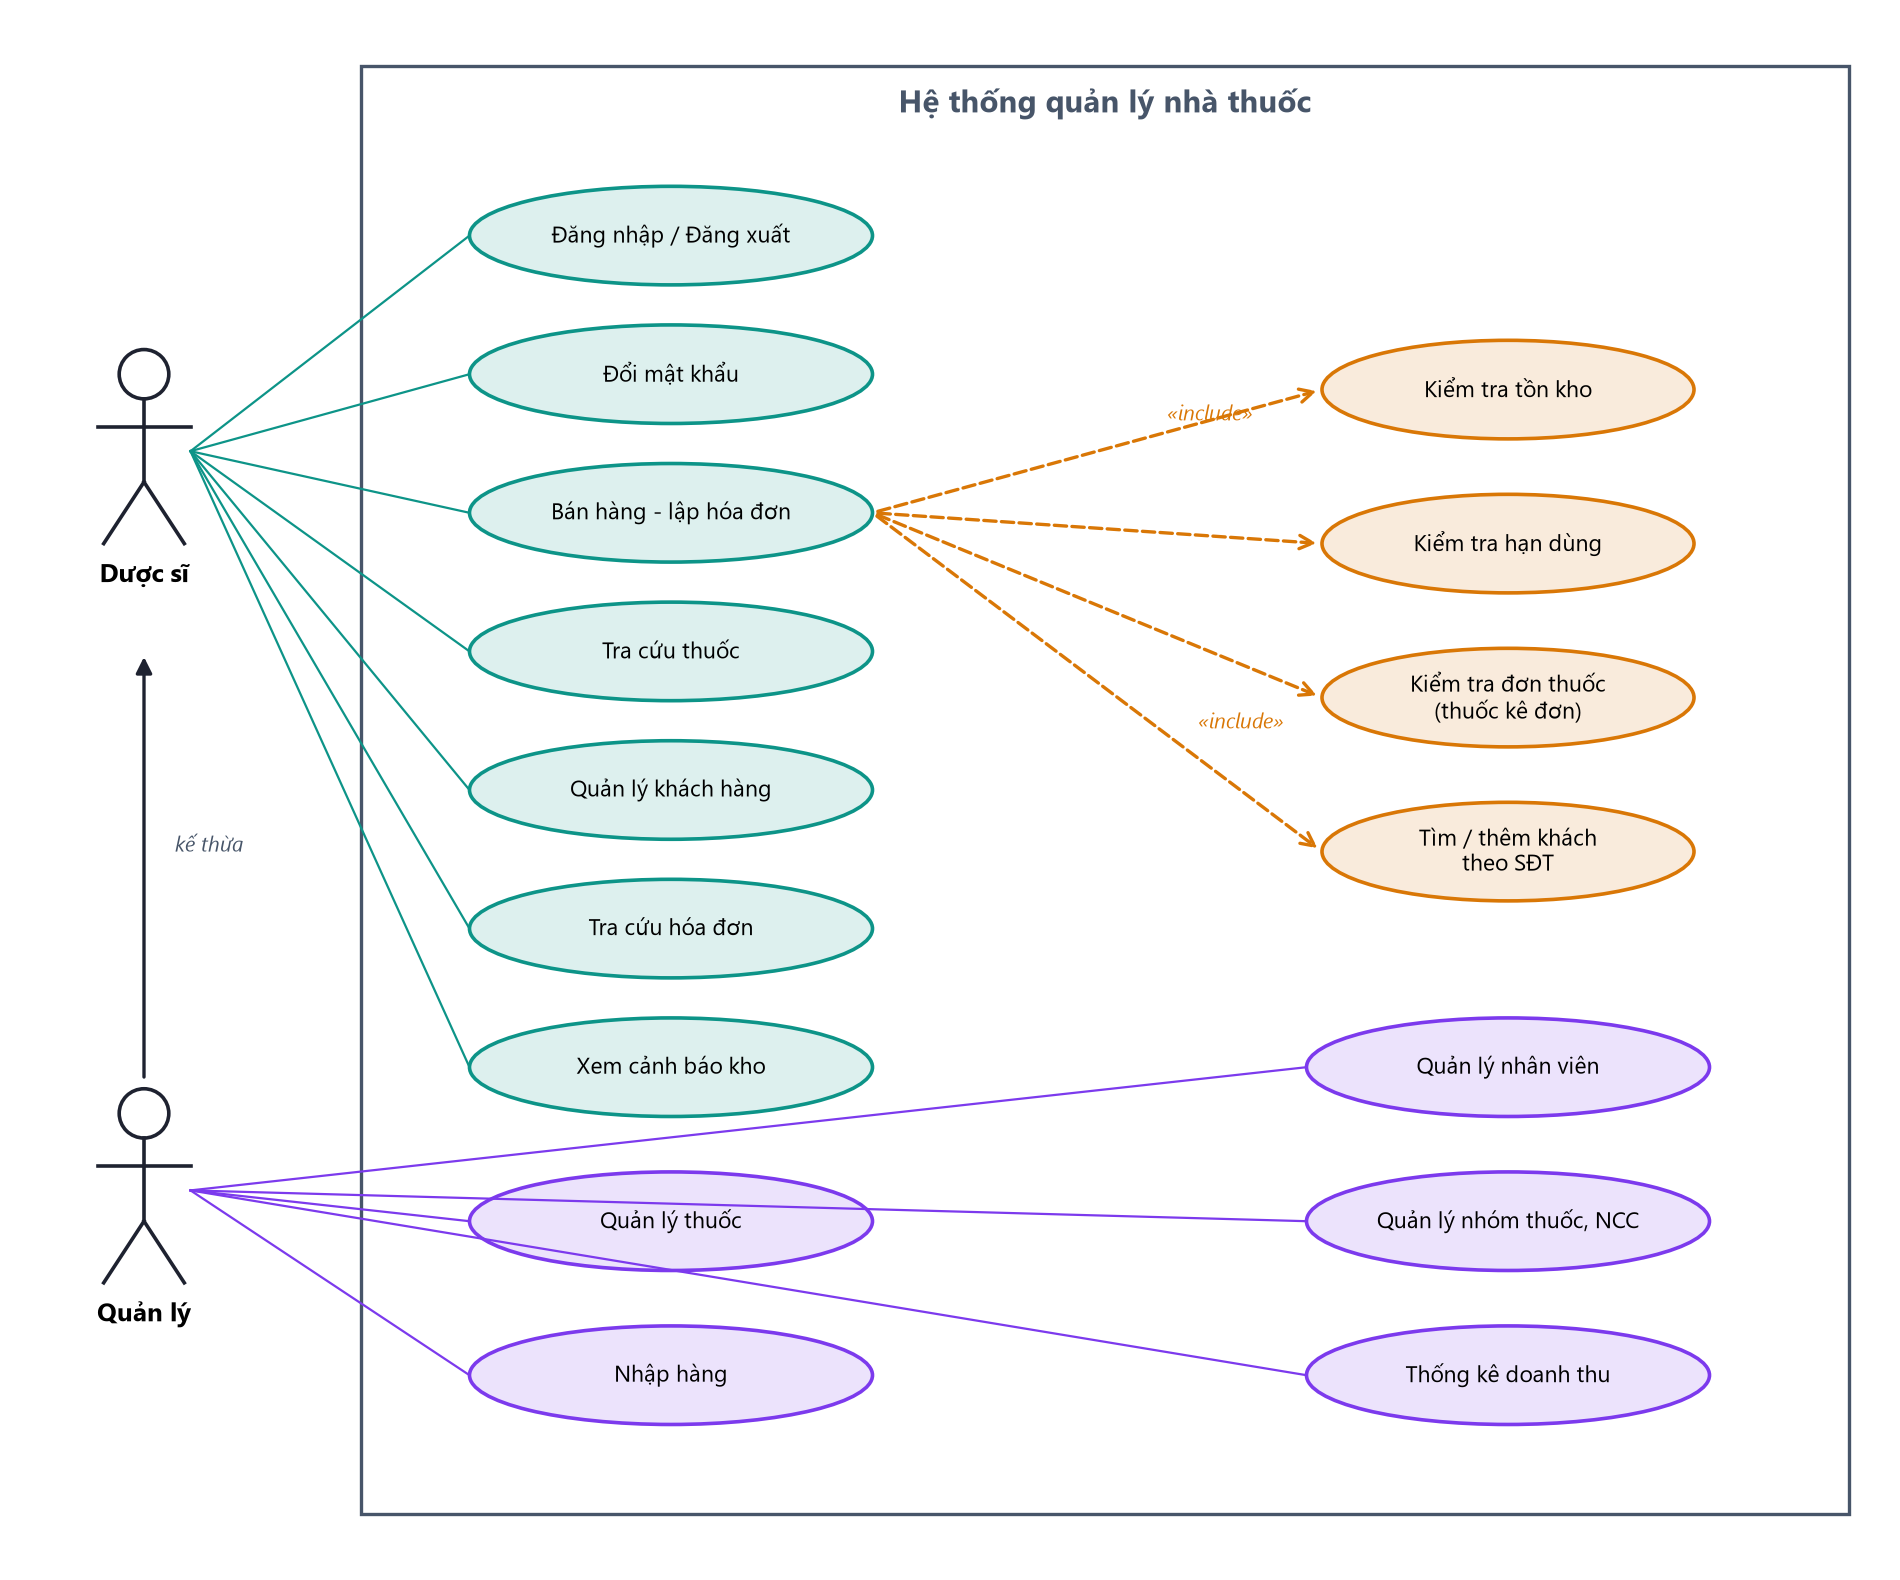 Hệ thống quản lý nhà thuốc
Đăng nhập / Đăng xuất
Đổi mật khẩu
Bán hàng - lập hóa đơn
Tra cứu thuốc
Quản lý khách hàng
Tra cứu hóa đơn
Xem cảnh báo kho
Quản lý thuốc
Nhập hàng
«include»
«include»
Kiểm tra tồn kho
Kiểm tra hạn dùng
Kiểm tra đơn thuốc
(thuốc kê đơn)
Tìm / thêm khách
theo SĐT
Quản lý nhân viên
Quản lý nhóm thuốc, NCC
Thống kê doanh thu
Dược sĩ
kế thừa
Quản lý